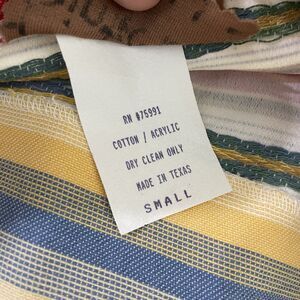 RN #75991
COTTON / ACRYLIC
DRY CLEAN ONLY
MADE IN TEXAS
SMALL